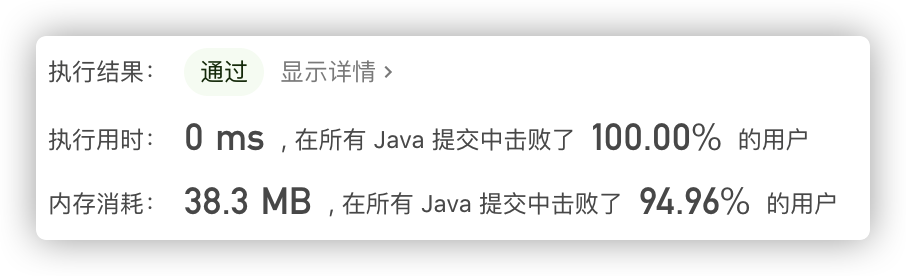 执行结果： 通过 显示详情 >
执行用时： 0 ms , 在所有 Java 提交中击败了 100.00% 的用户
内存消耗： 38.3 MB , 在所有 Java 提交中击败了 94.96% 的用户